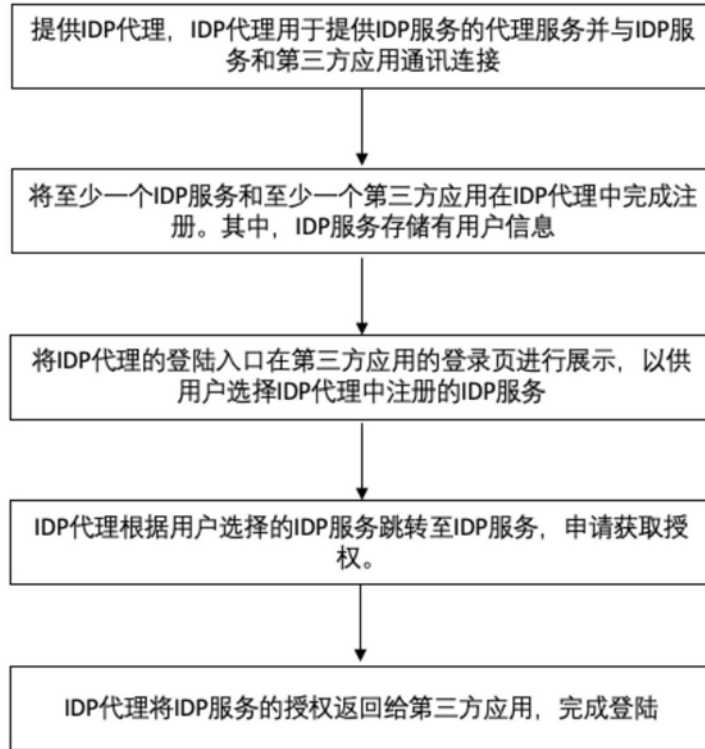 提供IDP代理，IDP代理用于提供IDP服务的代理服务并与IDP服
务和第三方应用通讯连接
将至少一个IDP服务和至少一个第三方应用在IDP代理中完成注
册。其中，IDP服务存储有用户信息
将IDP代理的登陆入口在第三方应用的登录页进行展示，以供
用户选择IDP代理中注册的IDP服务
IDP代理根据用户选择的IDP服务跳转至IDP服务，申请获取授
权。
IDP代理将IDP服务的授权返回给第三方应用，完成登陆